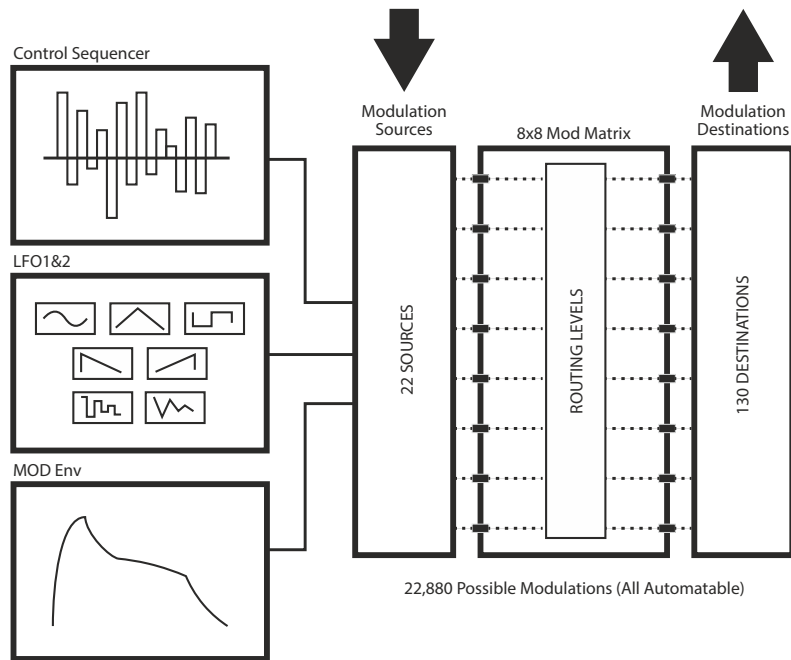 Control Sequencer
LFO1&2
MOD Env
Modulation
Sources
22 SOURCES
8x8 Mod Matrix
ROUTING LEVELS
Modulation
Destinations
130 DESTINATIONS
22,880 Possible Modulations (All Automatable)